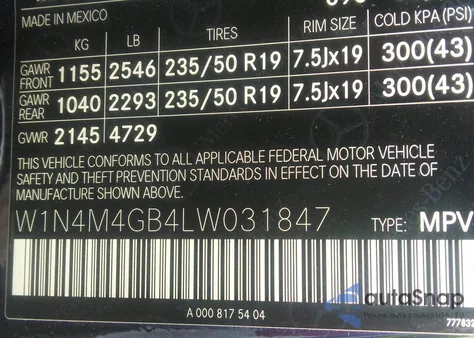 MADE IN MEXICO
KG LB TIRES RIM SIZE COLD KPA (PSI)
GAWR FRONT 1155 2546 235/50 R19 7.5Jx19 300(43)
GAWR REAR 1040 2293 235/50 R19 7.5Jx19 300(43)
GVWR 2145 4729
THIS VEHICLE CONFORMS TO ALL APPLICABLE FEDERAL MOTOR VEHICLE
SAFETY AND THEFT PREVENTION STANDARDS IN EFFECT ON THE DATE OF
MANUFACTURE SHOWN ABOVE.
W1N4M4GB4LW031847 TYPE: MPV
A 000 817 54 04
autoSnap